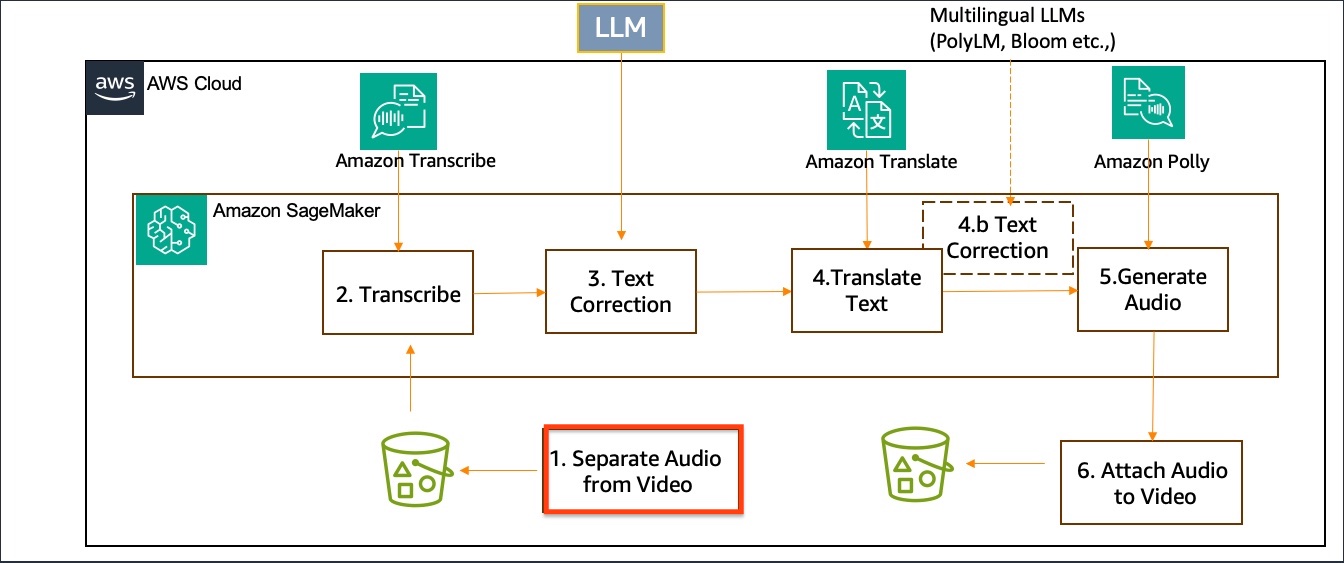 LLM
Multilingual LLMs
(PolyLM, Bloom etc.,)
aws
AWS Cloud
Amazon Transcribe
A
文
Amazon Translate
Amazon Polly
Amazon SageMaker
4.b Text
Correction
2. Transcribe
3. Text
Correction
4.Translate
Text
5.Generate
Audio
1. Separate Audio
from Video
6. Attach Audio
to Video